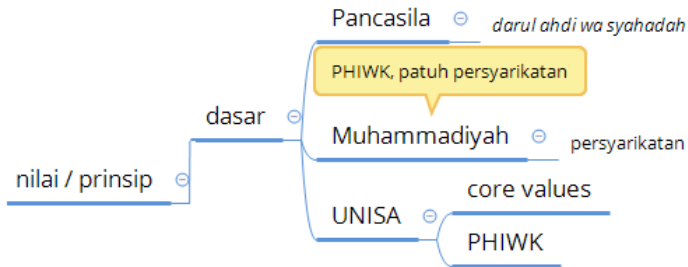 Pancasila
darul ahdi wa syahadah
PHIWK, patuh persyarikatan
dasar
Muhammadiyah
persyarikatan
nilai / prinsip
core values
UNISA
PHIWK